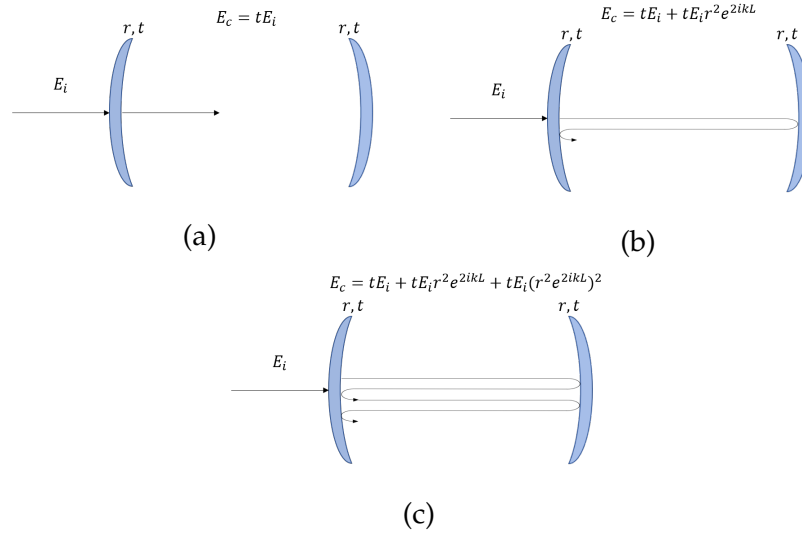 E_c = tE_i
r, t r, t
E_i
(a)
E_c = tE_i + tE_i r^2 e^{2ikL}
r, t r, t
E_i
(b)
E_c = tE_i + tE_i r^2 e^{2ikL} + tE_i (r^2 e^{2ikL})^2
r, t r, t
E_i
(c)